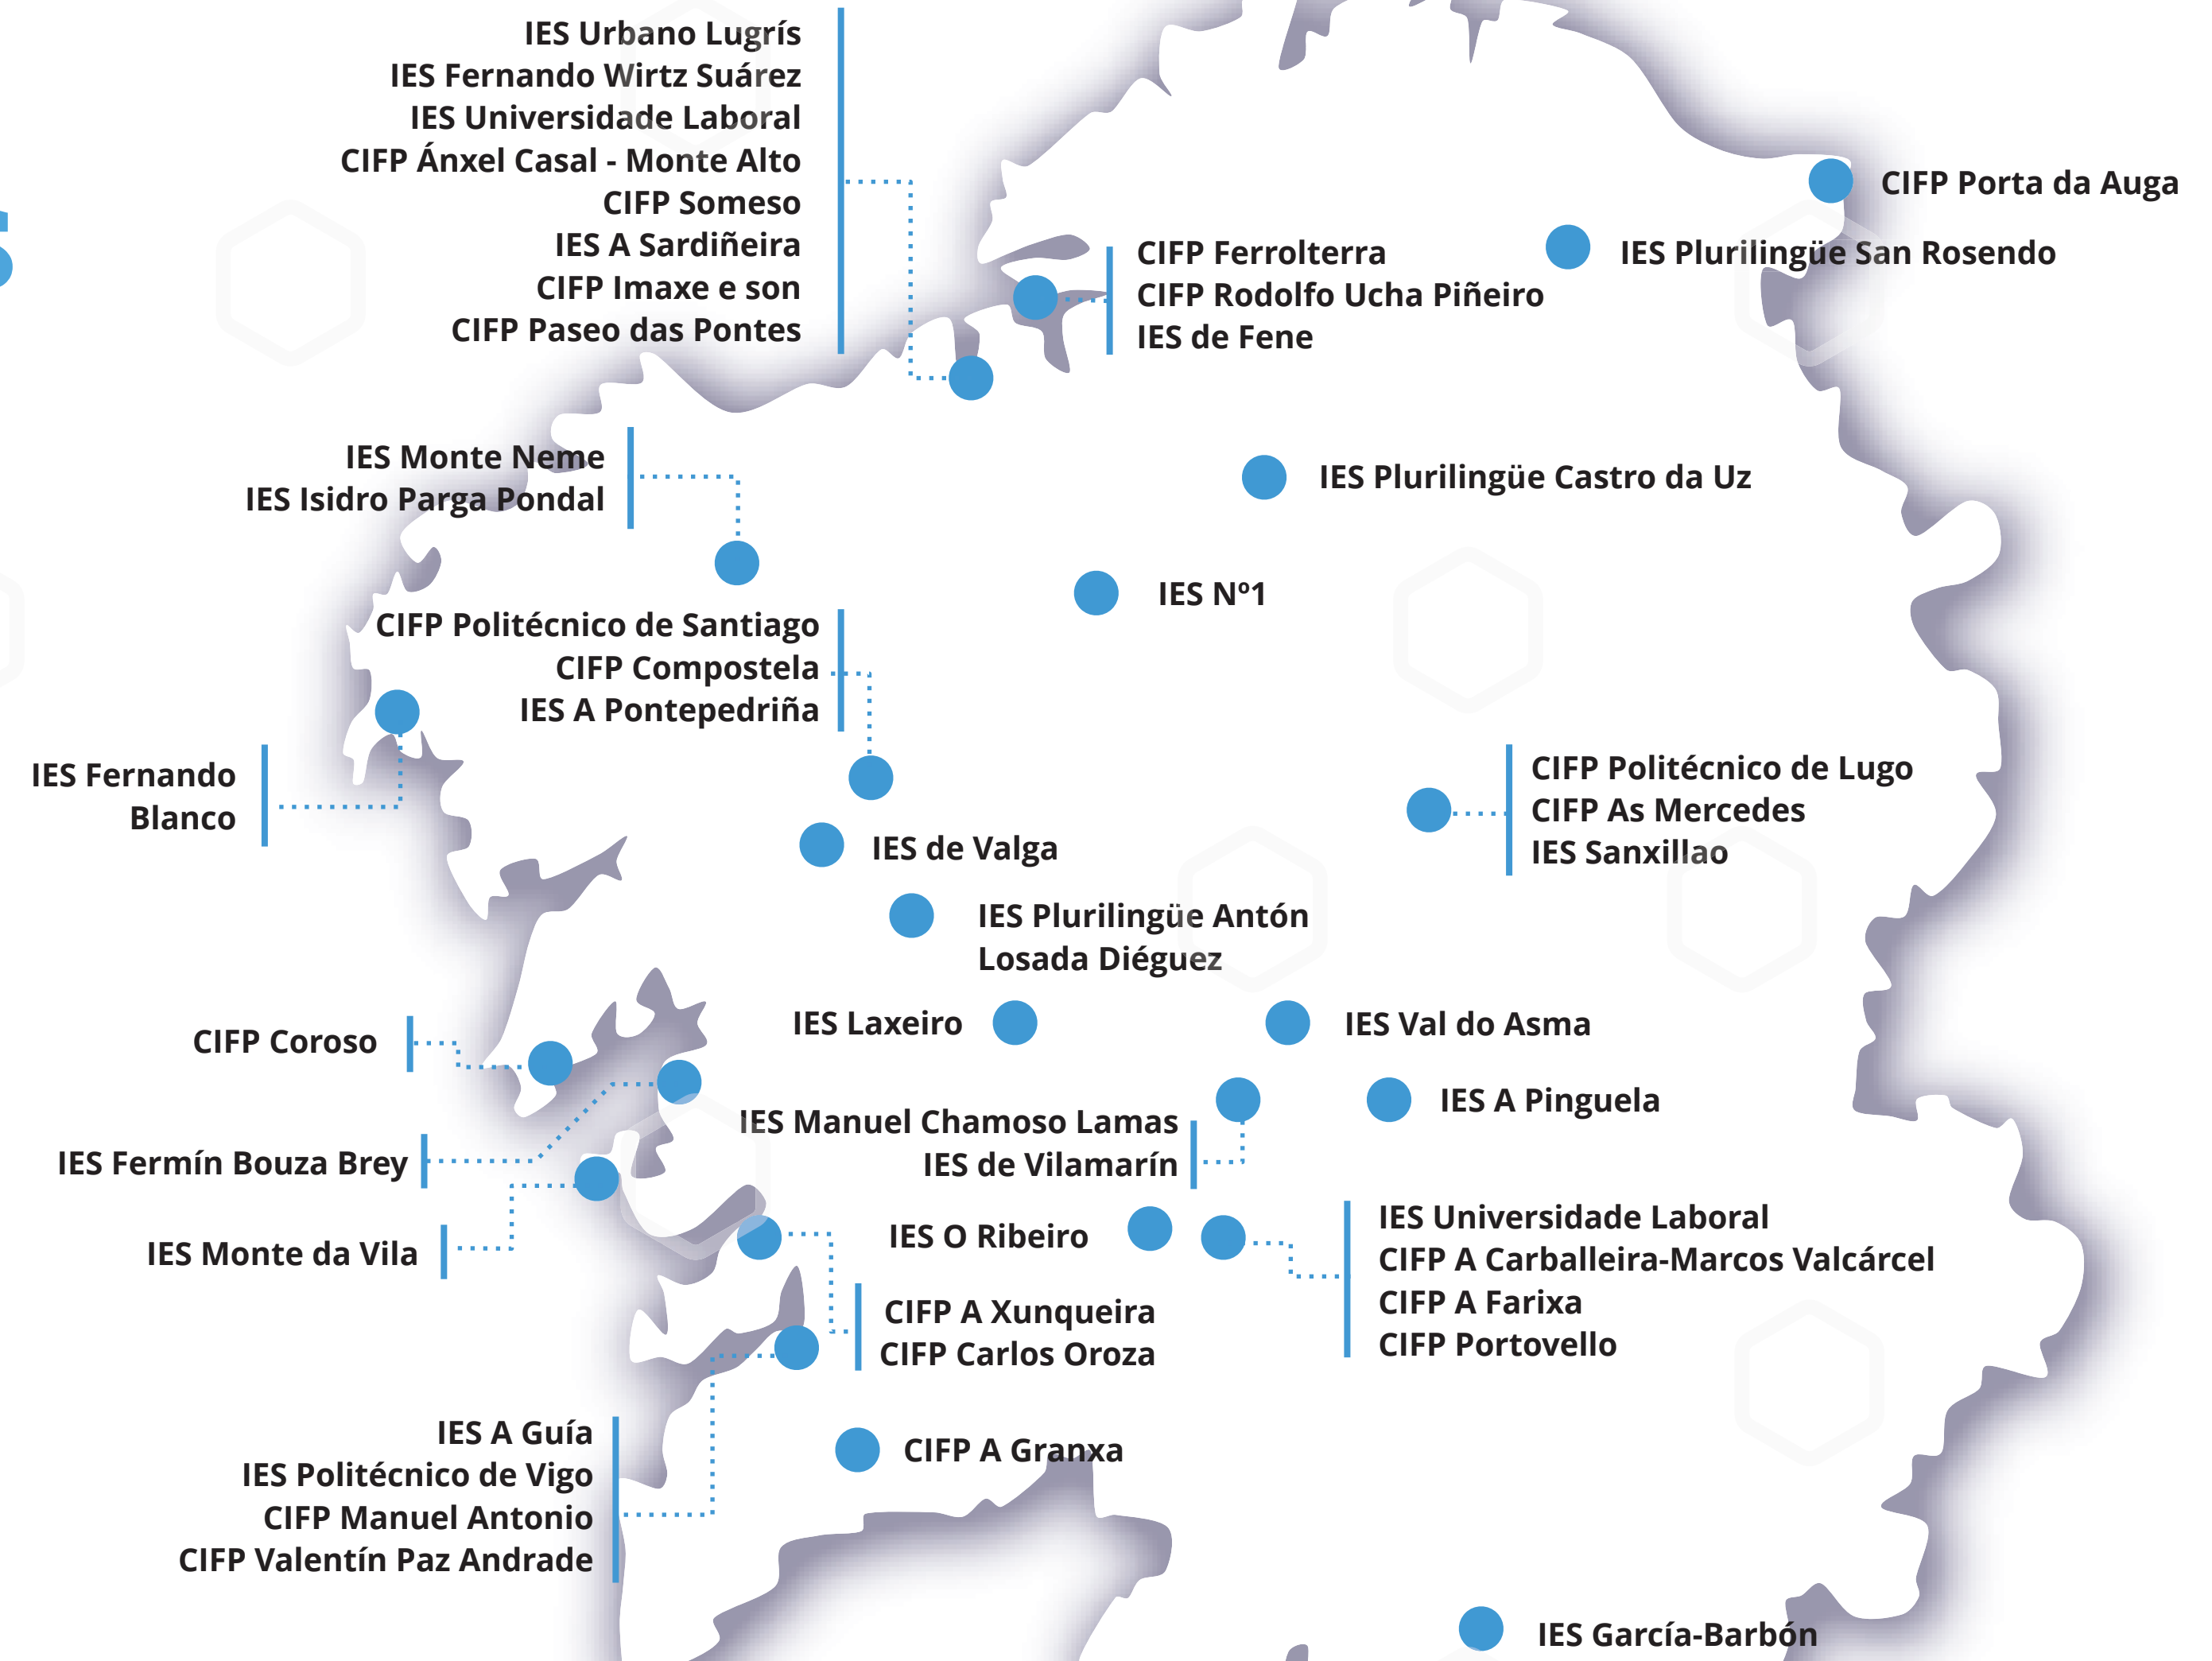 IES Urbano Lugrís
IES Fernando Wirtz Suárez
IES Universidade Laboral
CIFP Ánxel Casal - Monte Alto
CIFP Someso
IES A Sardiñeira
CIFP Imaxe e son
CIFP Paseo das Pontes
CIFP Porta da Auga
IES Plurilingüe San Rosendo
CIFP Ferrolterra
CIFP Rodolfo Ucha Piñeiro
IES de Fene
IES Monte Neme
IES Isidro Parga Pondal
IES Plurilingüe Castro da Uz
IES Nº1
CIFP Politécnico de Santiago
CIFP Compostela
IES A Pontepedriña
IES Fernando
Blanco
CIFP Politécnico de Lugo
CIFP As Mercedes
IES Sanxillao
IES de Valga
IES Plurilingüe Antón
Losada Diéguez
IES Laxeiro
IES Val do Asma
CIFP Coroso
IES A Pinguela
IES Manuel Chamoso Lamas
IES de Vilamarín
IES Fermín Bouza Brey
IES Monte da Vila
IES O Ribeiro
IES Universidade Laboral
CIFP A Carballeira-Marcos Valcárcel
CIFP A Farixa
CIFP Portovello
CIFP A Xunqueira
CIFP Carlos Oroza
IES A Guía
IES Politécnico de Vigo
CIFP Manuel Antonio
CIFP Valentín Paz Andrade
CIFP A Granxa
IES García-Barbón